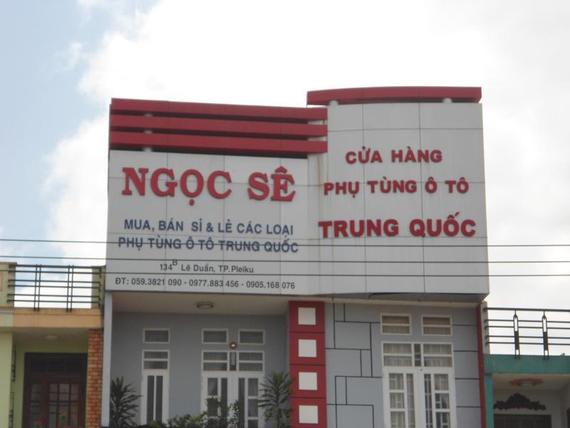 NGỌC SÊ
MUA, BÁN SỈ & LẺ CÁC LOẠI
PHỤ TÙNG Ô TÔ TRUNG QUỐC
134B Lê Duẩn, TP.Pleiku
ĐT: 059.3821 090 - 0977.883 456 - 0905.168 076
CỬA HÀNG
PHỤ TÙNG Ô TÔ
TRUNG QUỐC